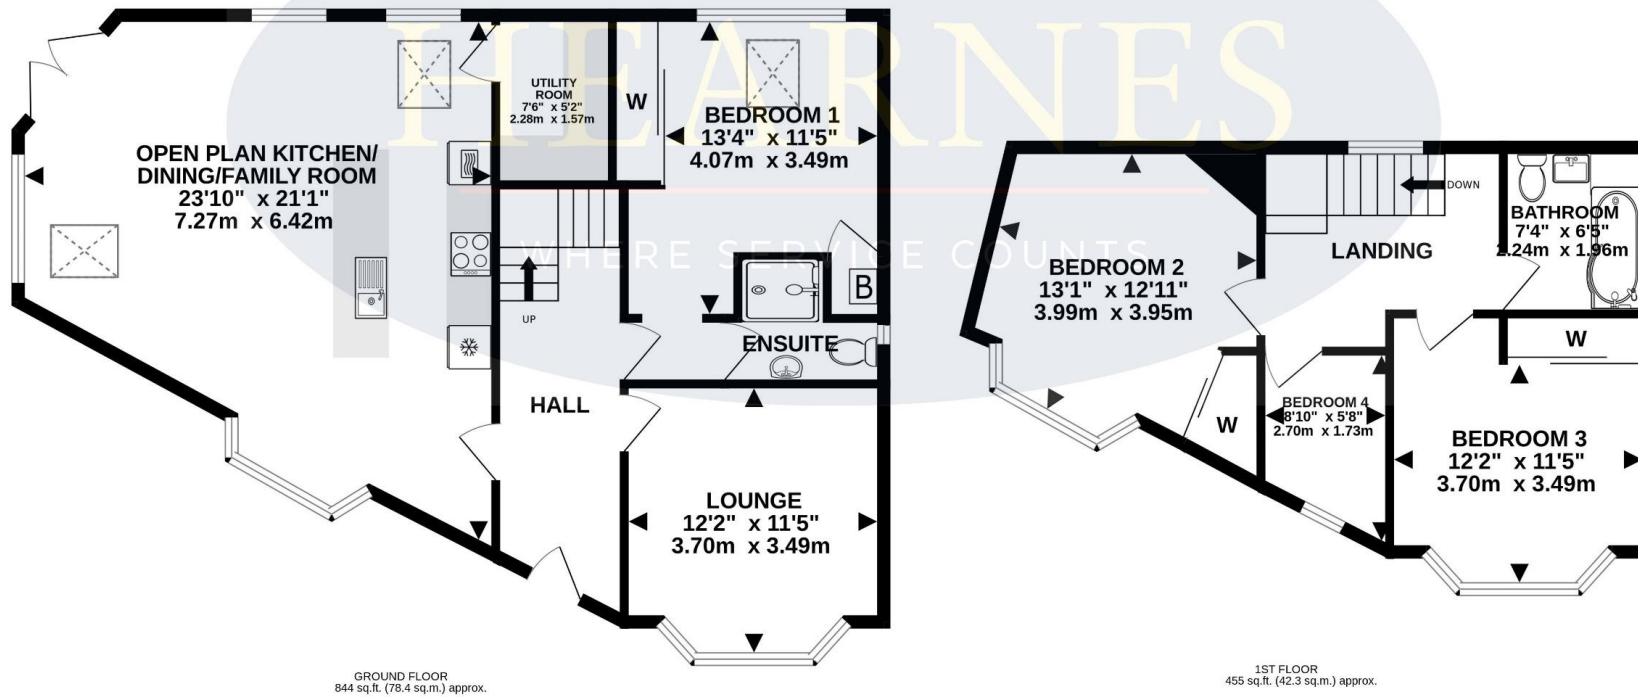 HEARNES
WHERE SERVICE COUNTS
OPEN PLAN KITCHEN/
DINING/FAMILY ROOM
23'10" x 21'1"
7.27m x 6.42m
UTILITY
ROOM
7'6" x 5'2"
2.28m x 1.57m
W
BEDROOM 1
13'4" x 11'5"
4.07m x 3.49m
B
UP
ENSUITE
HALL
LOUNGE
12'2" x 11'5"
3.70m x 3.49m
GROUND FLOOR
844 sq.ft. (78.4 sq.m.) approx.
DOWN
BATHROOM
7'4" x 6'5"
2.24m x 1.96m
LANDING
BEDROOM 2
13'1" x 12'11"
3.99m x 3.95m
W
W
BEDROOM 4
8'10" x 5'8"
2.70m x 1.73m
BEDROOM 3
12'2" x 11'5"
3.70m x 3.49m
1ST FLOOR
455 sq.ft. (42.3 sq.m.) approx.